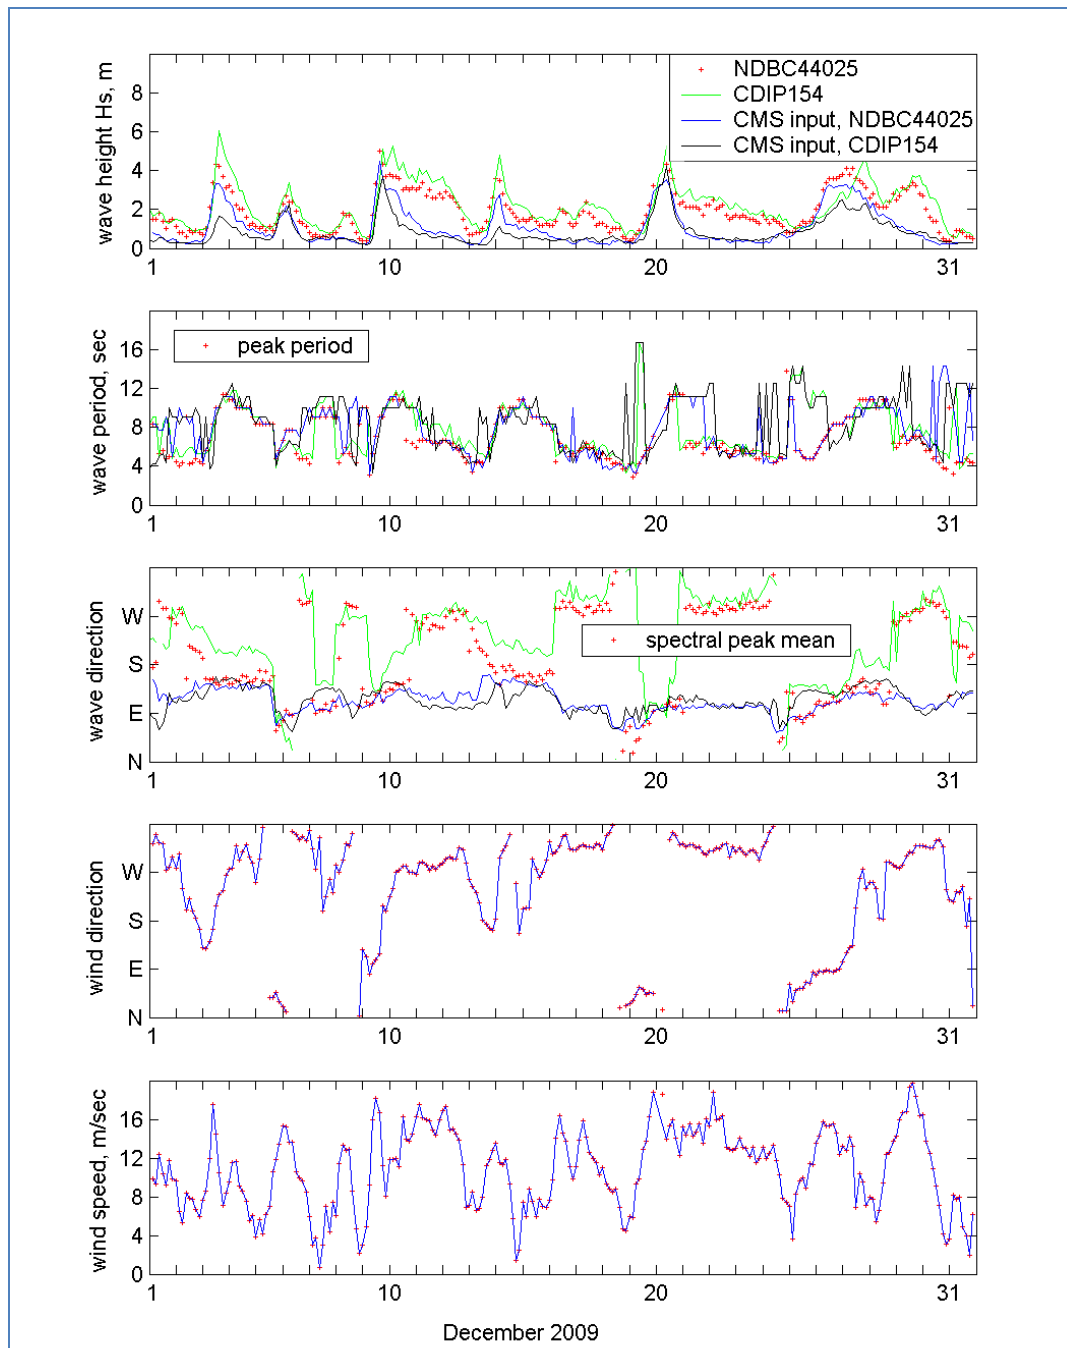 wave height Hs, m
8
6
4
2
0
NDBC44025
CDIP154
CMS input, NDBC44025
CMS input, CDIP154
1 10 20 31
wave period, sec
16
12
8
4
0
peak period
1 10 20 31
wave direction
W
S
E
N
spectral peak mean
1 10 20 31
wind direction
W
S
E
N
1 10 20 31
wind speed, m/sec
16
12
8
4
0
1 10 20 31
December 2009